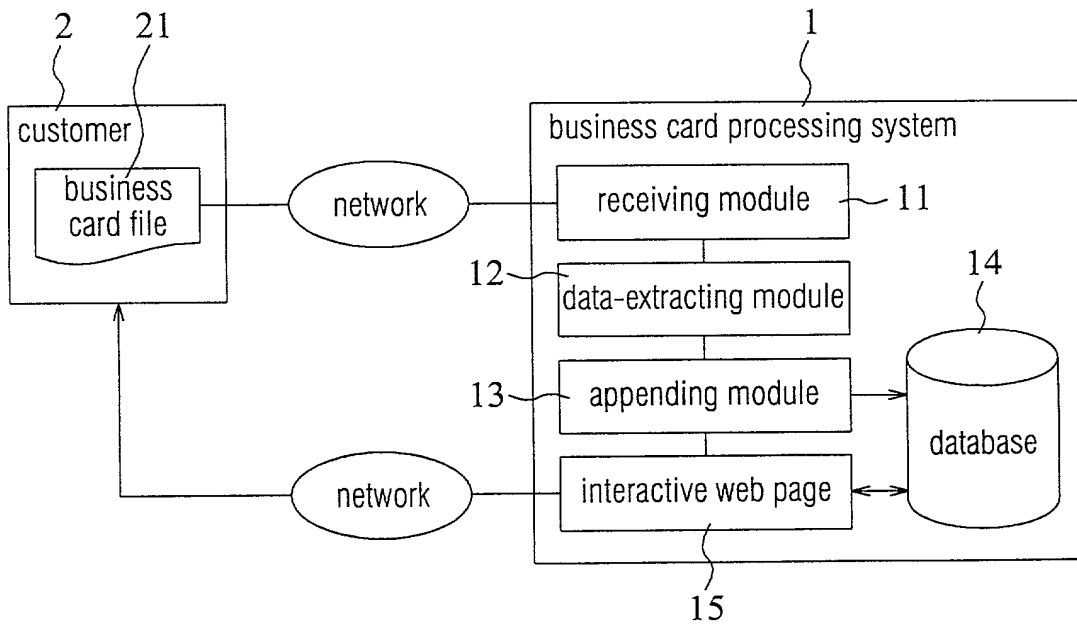 2
21
1
customer
business card processing system
business
card file
network
receiving module
11
12
data-extracting module
14
13
appending module
database
network
interactive web page
15